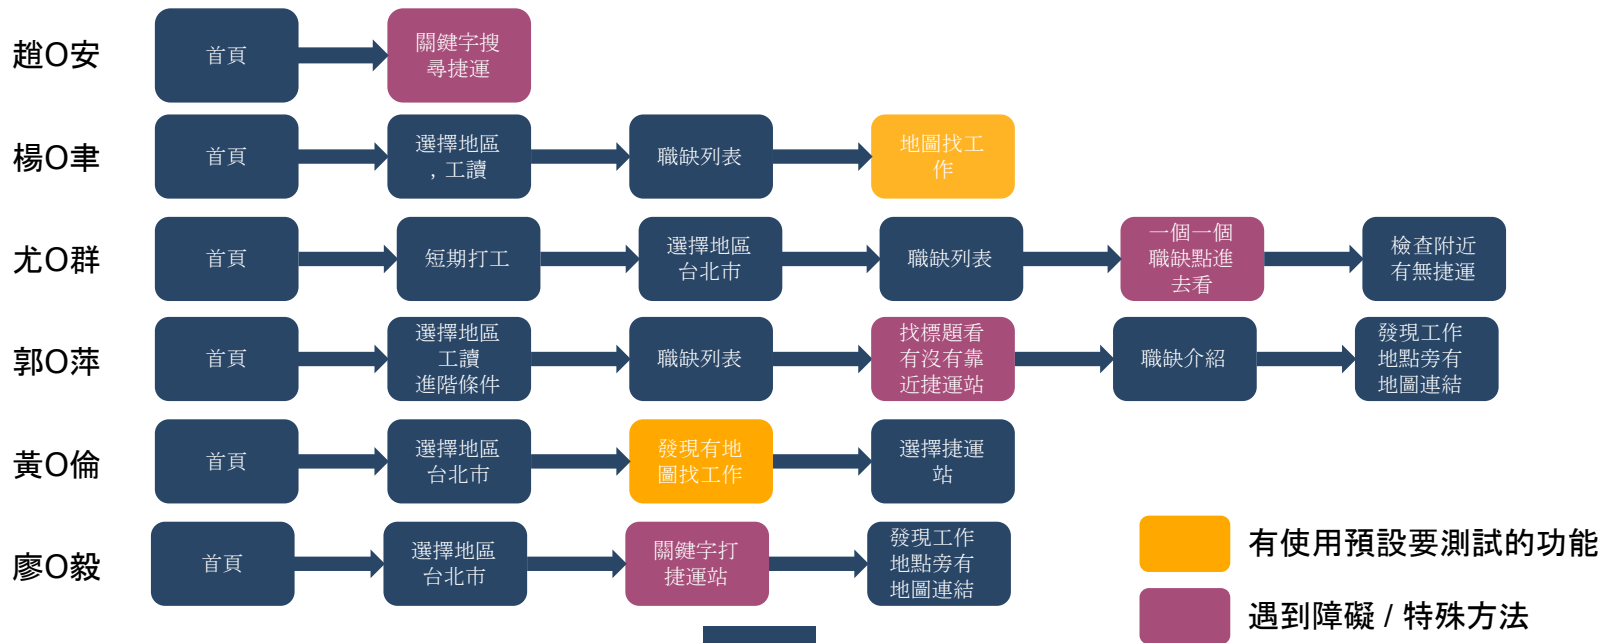 趙O安
首頁
關鍵字搜
尋捷運
楊O聿
首頁
選擇地區
，工讀
職缺列表
地圖找工
作
尤O群
首頁
短期打工
選擇地區
台北市
職缺列表
一個一個
職缺點進
去看
檢查附近
有無捷運
郭O萍
首頁
選擇地區
工讀
進階條件
職缺列表
找標題看
有沒有靠
近捷運站
職缺介紹
發現工作
地點旁有
地圖連結
黃O倫
首頁
選擇地區
台北市
發現有地
圖找工作
選擇捷運
站
廖O毅
首頁
選擇地區
台北市
關鍵字打
捷運站
發現工作
地點旁有
地圖連結
有使用預設要測試的功能
遇到障礙 / 特殊方法